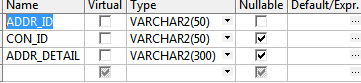 Name Virtual Type Nullable Default/Expr.
ADDR_ID VARCHAR2(50) ...
CON_ID VARCHAR2(50) ...
ADDR_DETAIL VARCHAR2(300) ...